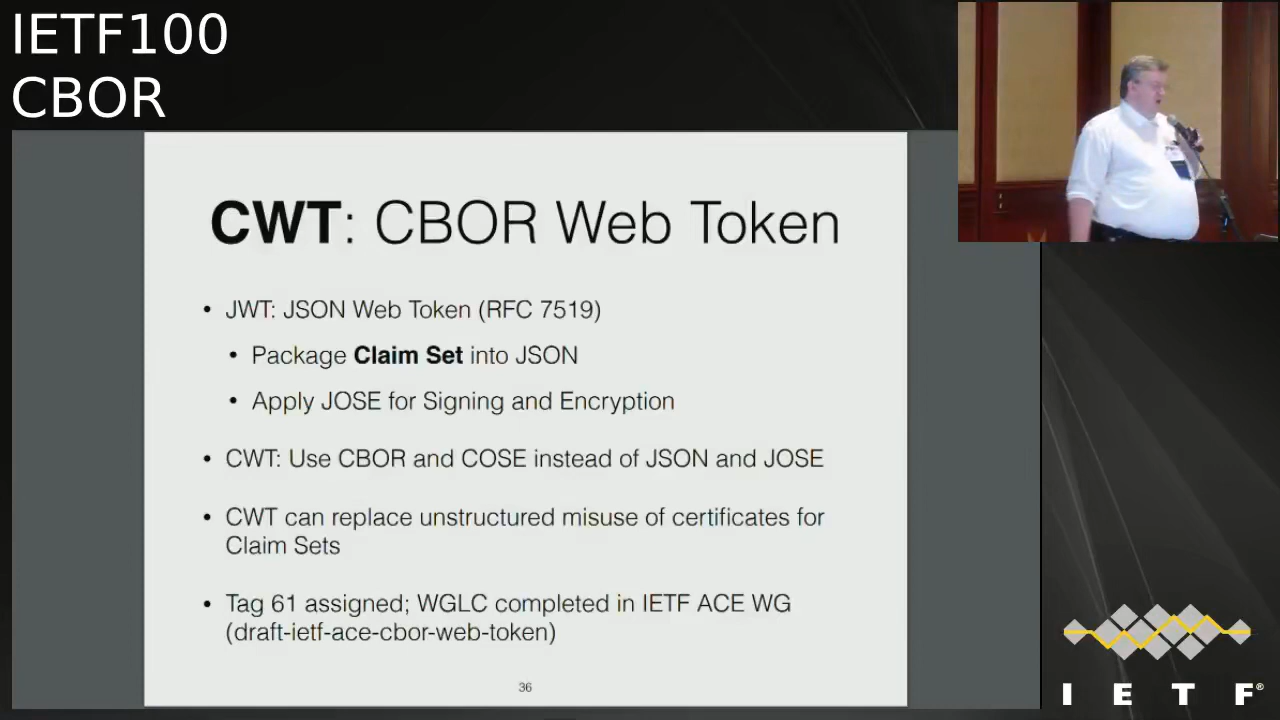 IETF100
CBOR
CWT: CBOR Web Token
• JWT: JSON Web Token (RFC 7519)
• Package Claim Set into JSON
• Apply JOSE for Signing and Encryption
• CWT: Use CBOR and COSE instead of JSON and JOSE
• CWT can replace unstructured misuse of certificates for
Claim Sets
• Tag 61 assigned; WGLC completed in IETF ACE WG
(draft-ietf-ace-cbor-web-token)
36
I E T F®